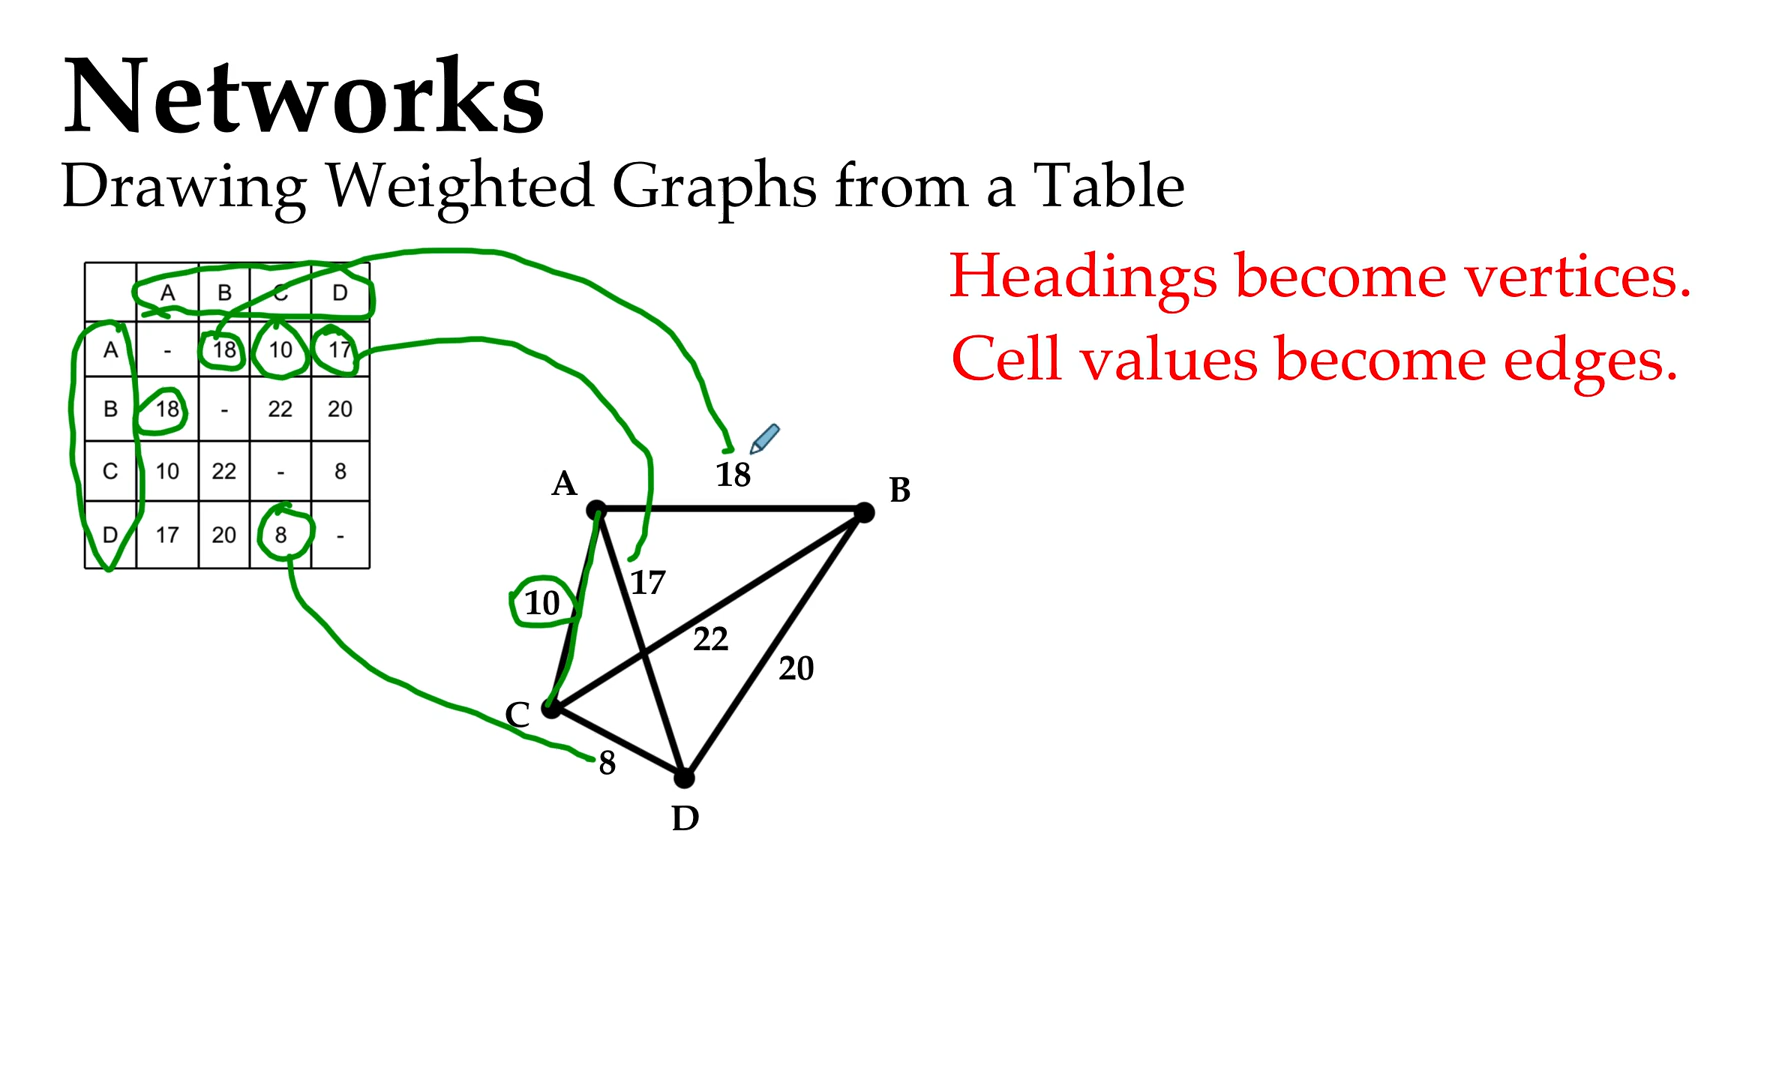 Networks
Drawing Weighted Graphs from a Table
Headings become vertices.
Cell values become edges.
A B C D
A - 18 10 17
B 18 - 22 20
C 10 22 - 8
D 17 20 8 -
18
A
B
17
10
22
20
C
8
D